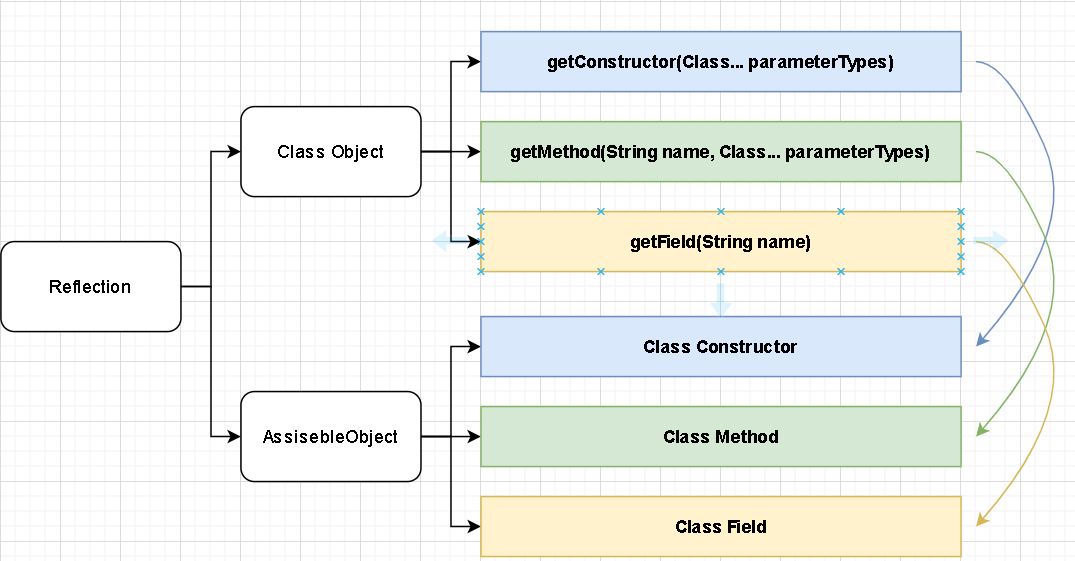 getConstructor(Class... parameterTypes)
Class Object
getMethod(String name, Class... parameterTypes)
getField(String name)
Reflection
Class Constructor
AssisebleObject
Class Method
Class Field